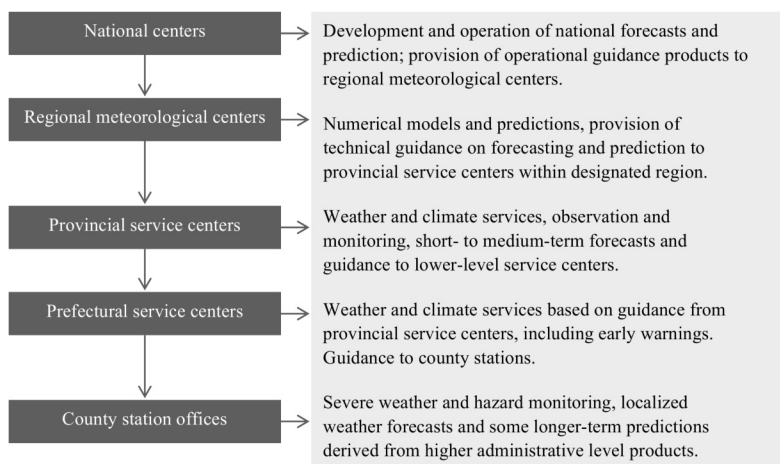 National centers
Development and operation of national forecasts and
prediction; provision of operational guidance products to
regional meteorological centers.
Regional meteorological centers
Numerical models and predictions, provision of
technical guidance on forecasting and prediction to
provincial service centers within designated region.
Provincial service centers
Weather and climate services, observation and
monitoring, short- to medium-term forecasts and
guidance to lower-level service centers.
Prefectural service centers
Weather and climate services based on guidance from
provincial service centers, including early warnings.
Guidance to county stations.
County station offices
Severe weather and hazard monitoring, localized
weather forecasts and some longer-term predictions
derived from higher administrative level products.